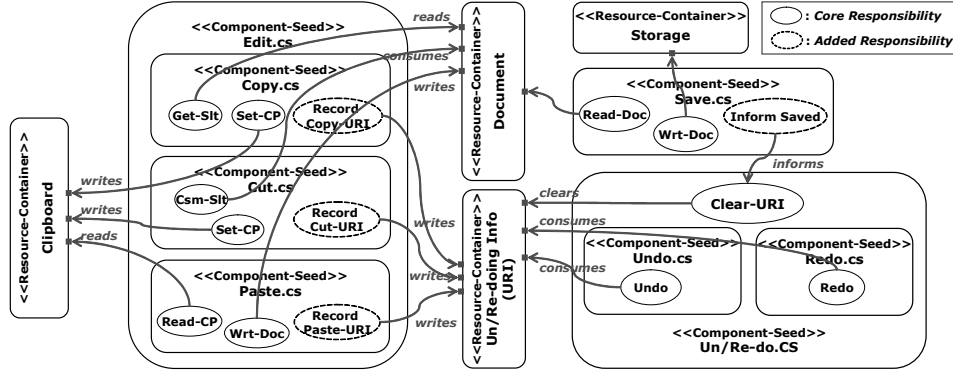 <<Component-Seed>>
Edit.cs
<<Component-Seed>>
Copy.cs
Get-Slt
Set-CP
Record
Copy-URI
<<Component-Seed>>
Cut.cs
Csm-Slt
Set-CP
Record
Cut-URI
<<Component-Seed>>
Paste.cs
Read-CP
Wrt-Doc
Record
Paste-URI
<<Resource-Container>>
Clipboard
writes
writes
reads
reads
consumes
writes
<<Resource-Container>>
Document
writes
writes
writes
<<Resource-Container>>
Un/Re-doing Info
(URI)
<<Resource-Container>>
Storage
: Core Responsibility
: Added Responsibility
<<Component-Seed>>
Save.cs
Read-Doc
Wrt-Doc
Inform Saved
informs
clears
consumes
consumes
Clear-URI
<<Component-Seed>>
Undo.cs
Undo
<<Component-Seed>>
Redo.cs
Redo
<<Component-Seed>>
Un/Re-do.CS